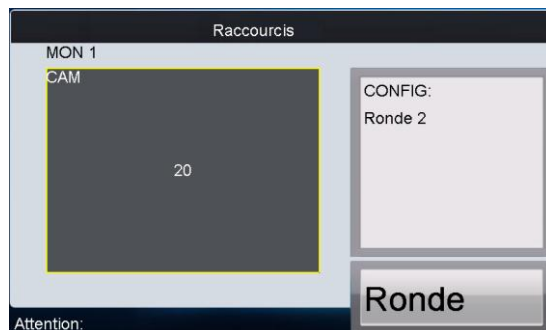 Raccourcis
MON 1
CAM
20
CONFIG:
Ronde 2
Ronde
Attention: